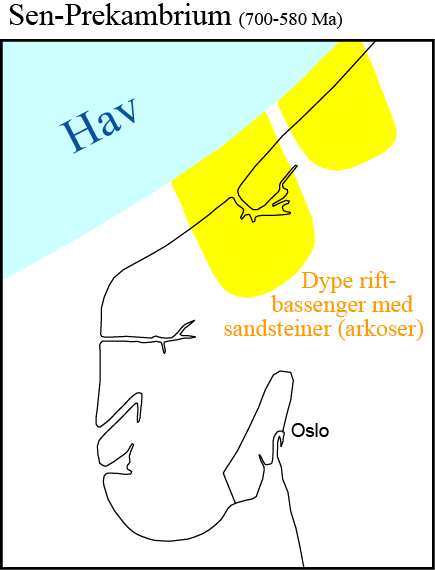 Sen-Prekambrium (700-580 Ma)
Hav
Dype rift-
bassenger med
sandsteiner (arkoser)
Oslo